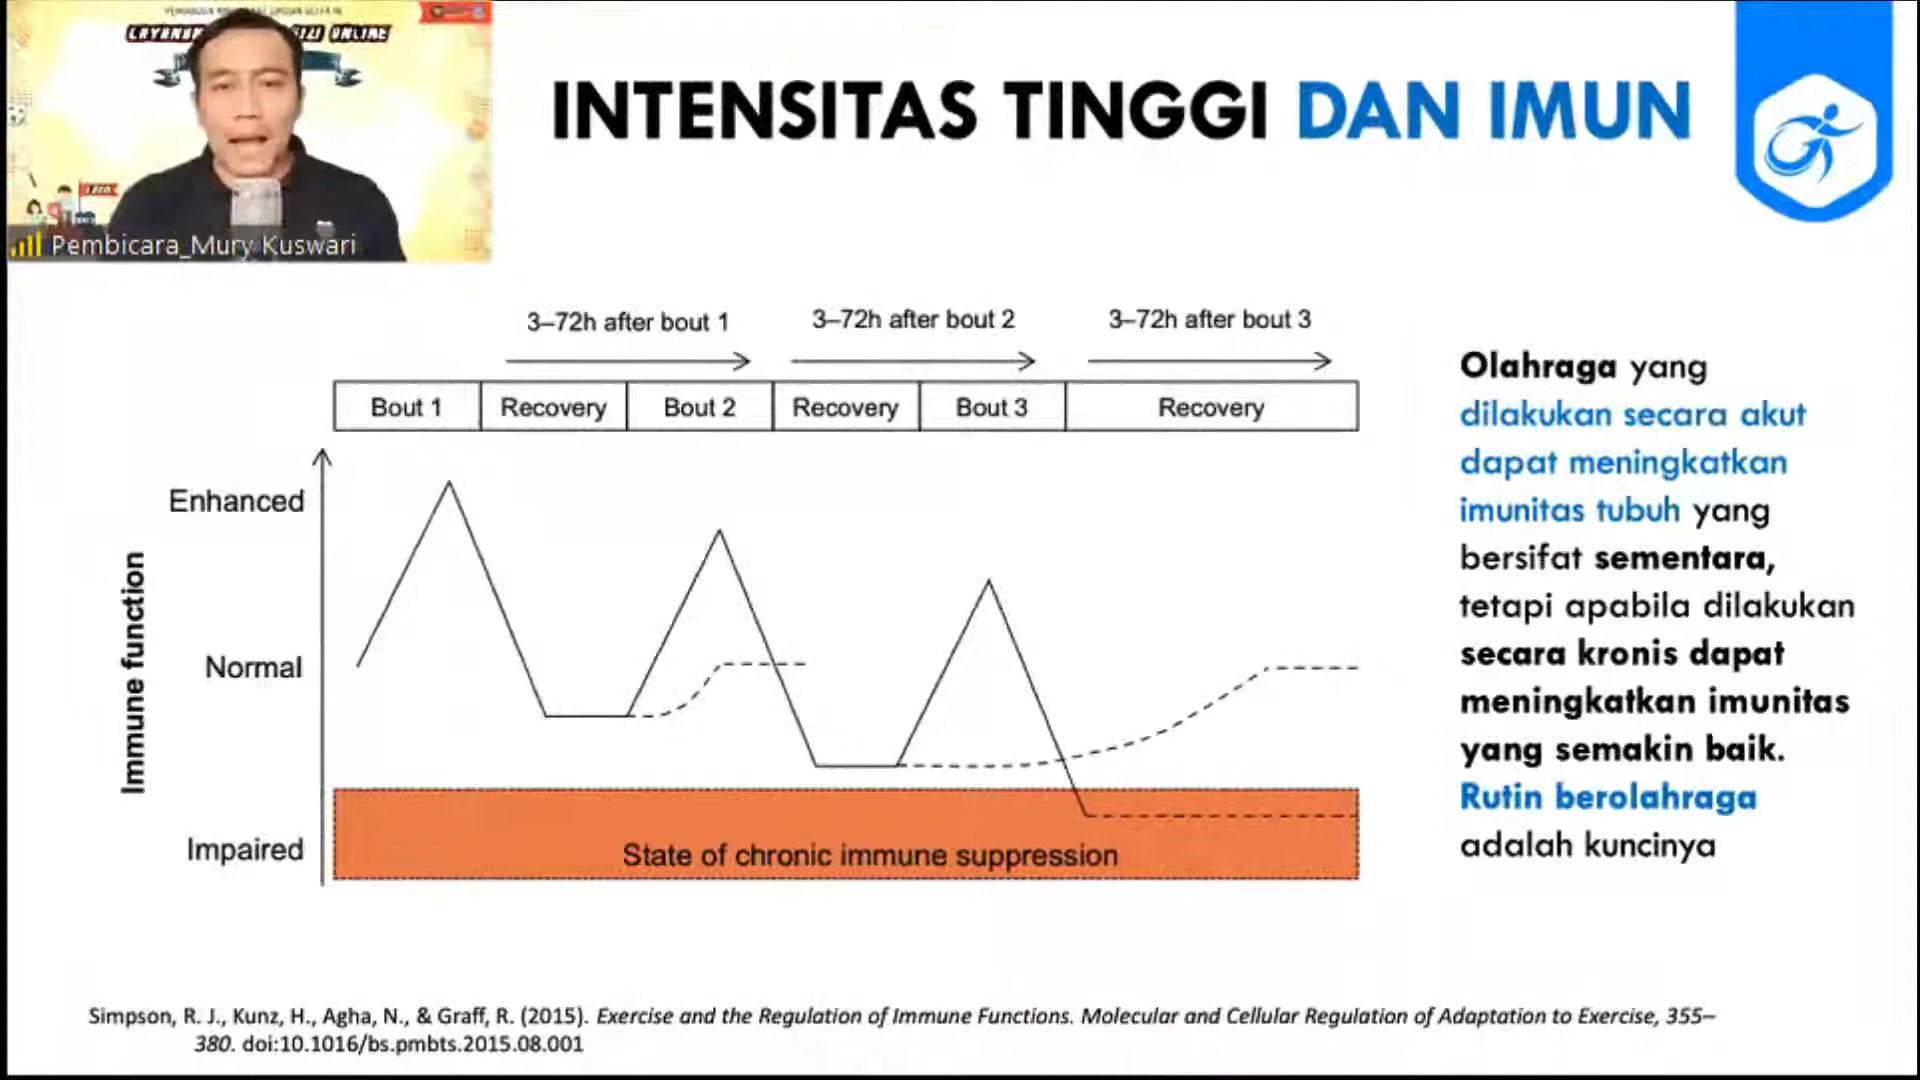 INTENSITAS TINGGI DAN IMUN
Pembicara_Mury Kuswari
3–72h after bout 1
3–72h after bout 2
3–72h after bout 3
Bout 1
Recovery
Bout 2
Recovery
Bout 3
Recovery
Immune function
Enhanced
Normal
Impaired
State of chronic immune suppression
Olahraga yang
dilakukan secara akut
dapat meningkatkan
imunitas tubuh yang
bersifat sementara,
tetapi apabila dilakukan
secara kronis dapat
meningkatkan imunitas
yang semakin baik.
Rutin berolahraga
adalah kuncinya
Simpson, R. J., Kunz, H., Agha, N., & Graff, R. (2015). Exercise and the Regulation of Immune Functions. Molecular and Cellular Regulation of Adaptation to Exercise, 355–
380. doi:10.1016/bs.pmbts.2015.08.001